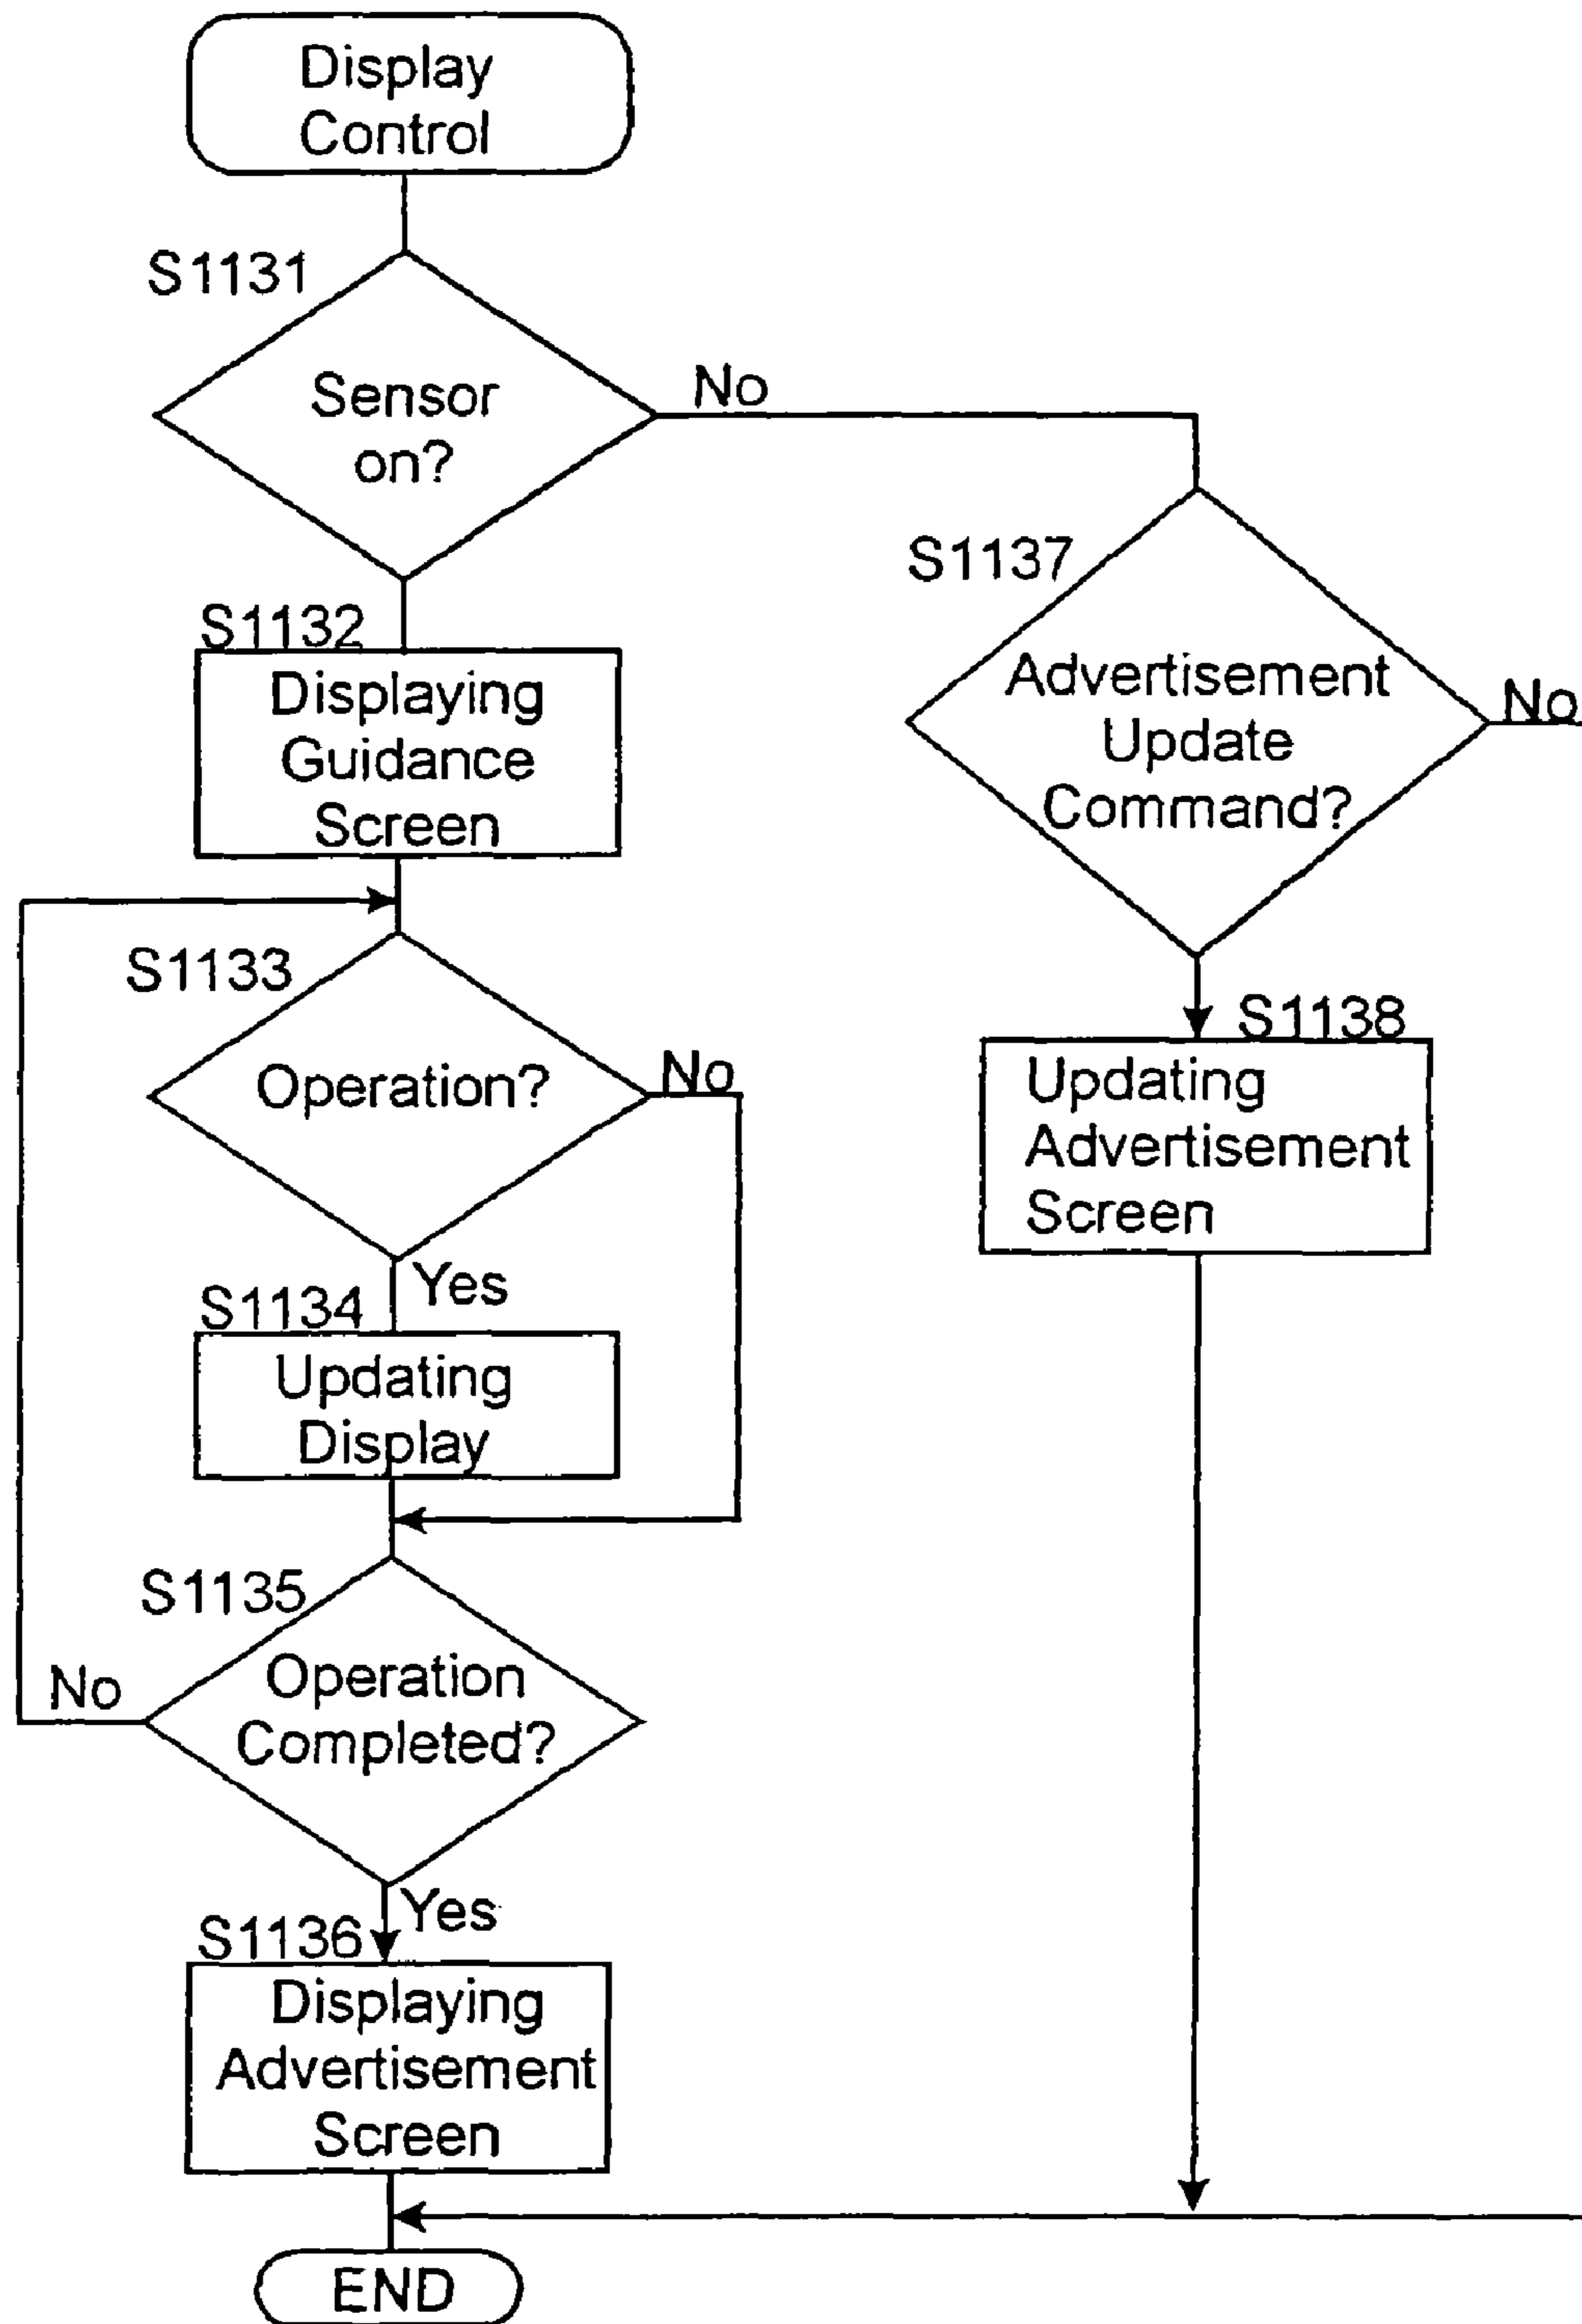 Display
Control
S1131
Sensor
on?
No
S1132
Displaying
Guidance
Screen
S1133
Operation?
No
Yes
S1134
Updating
Display
S1135
Operation
Completed?
No
Yes
S1136
Displaying
Advertisement
Screen
S1137
Advertisement
Update
Command?
No
S1138
Updating
Advertisement
Screen
END